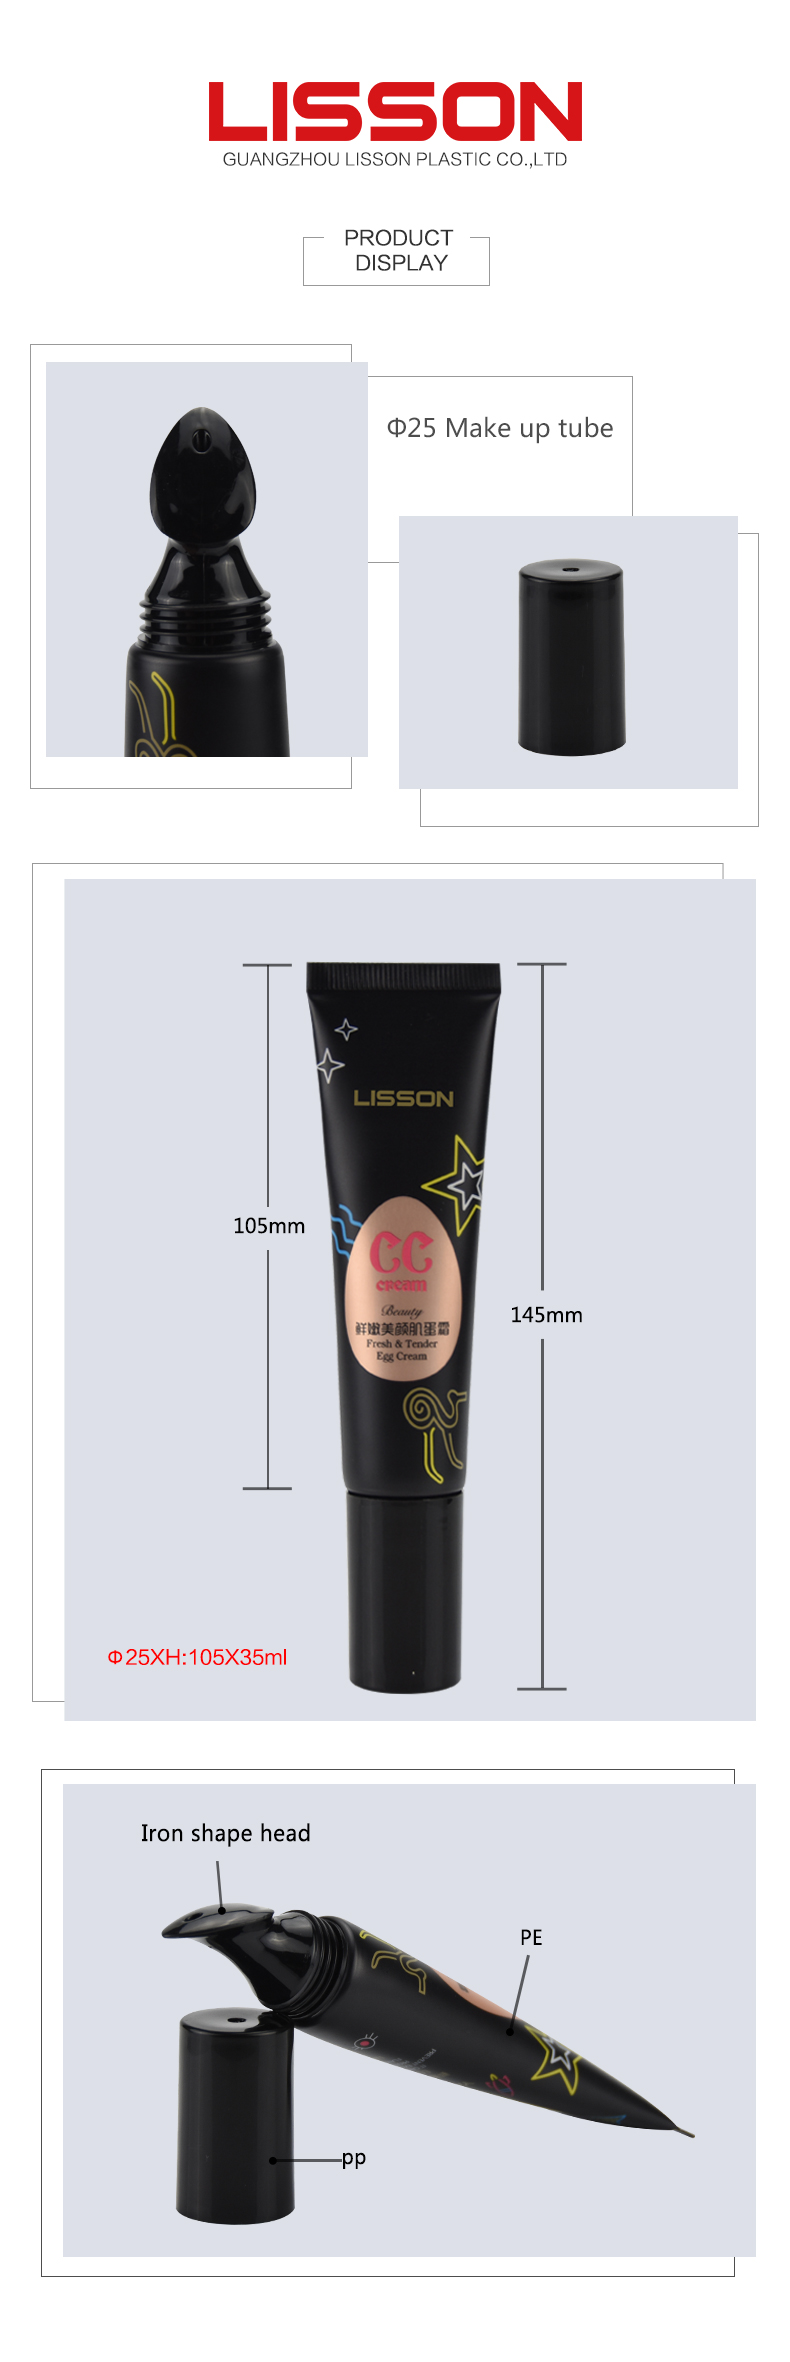 LISSON
GUANGZHOU LISSON PLASTIC CO.,LTD
PRODUCT
DISPLAY
Φ25 Make up tube
105mm
145mm
LISSON
CC
cream
Beauty
鲜嫩美颜肌蛋霜
Fresh & Tender
Egg Cream
Φ25XH:105X35ml
Iron shape head
PE
pp